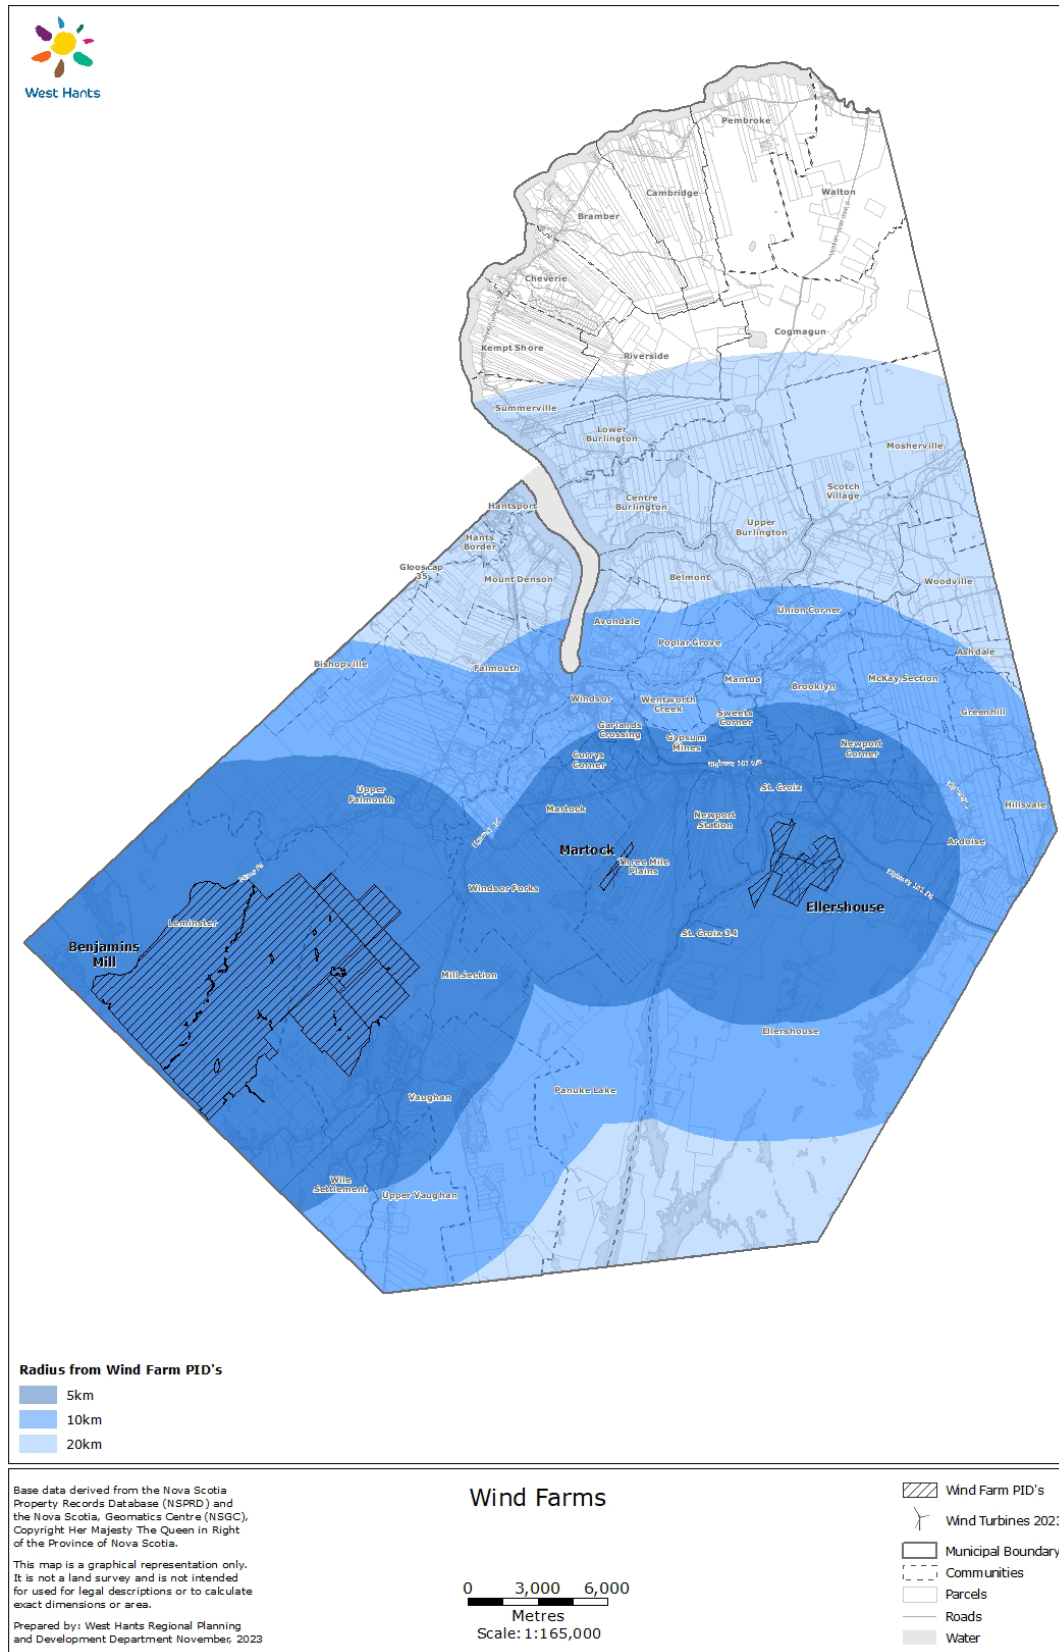 West Hants
Pembroke
Walton
Cambridge
Bramber
Cheverie
Cogmagun
Kempt Shore
Riverside
Summerville
Lower
Burlington
Mosherville
Scotch
Village
Centre
Burlington
Hantsport
Upper
Burlington
Hants
Border
Glooscap
35
Mount Denson
Belmont
Woodville
Union Corner
Avondale
Poplar Grove
Ashdale
Bishopville
Falmouth
Mantua
McKay Section
Brooklyn
Windsor
Wentworth
Creek
Greenhill
Sweets
Corner
Garlands
Crossing
Gypsum
Mines
Newport
Corner
Currys
Corner
St. Croix
Upper
Falmouth
Hillsvale
Martock
Newport
Station
Ardoise
Martock
Three Mile
Plains
Windsor Forks
Ellershouse
Leminster
St. Croix 34
Benjamins
Mill
Mill Section
Ellershouse
Panuke Lake
Vaughan
Wile
Settlement
Upper Vaughan
Radius from Wind Farm PID's
5km
10km
20km
Base data derived from the Nova Scotia
Property Records Database (NSPRD) and
the Nova Scotia, Geomatics Centre (NSGC),
Copyright Her Majesty The Queen in Right
of the Province of Nova Scotia.
This map is a graphical representation only.
It is not a land survey and is not intended
for used for legal descriptions or to calculate
exact dimensions or area.
Prepared by: West Hants Regional Planning
and Development Department November, 2023
Wind Farms
0 3,000 6,000
Metres
Scale: 1:165,000
Wind Farm PID's
Wind Turbines 2023
Municipal Boundary
Communities
Parcels
Roads
Water